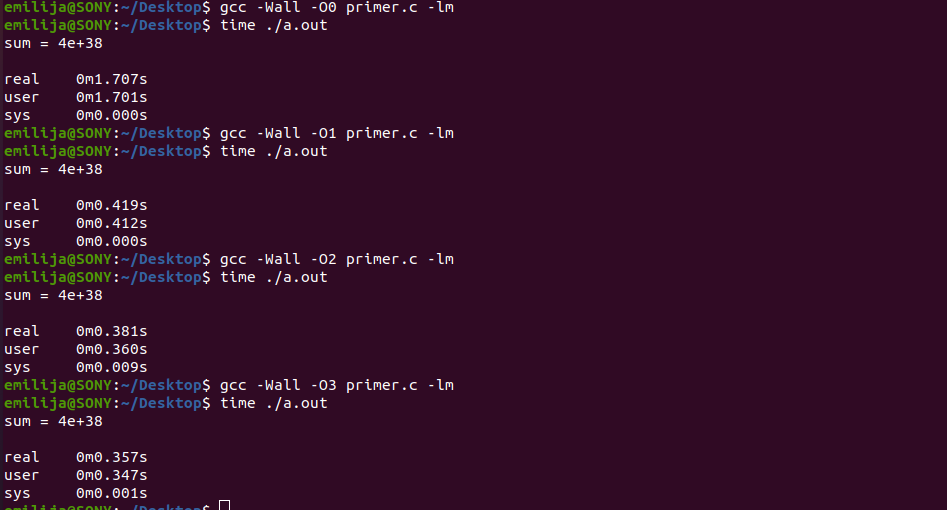 emilija@SONY:~/Desktop$ gcc -Wall -O0 primer.c -lm
emilija@SONY:~/Desktop$ time ./a.out
sum = 4e+38
real    0m1.707s
user    0m1.701s
sys     0m0.000s
emilija@SONY:~/Desktop$ gcc -Wall -O1 primer.c -lm
emilija@SONY:~/Desktop$ time ./a.out
sum = 4e+38
real    0m0.419s
user    0m0.412s
sys     0m0.000s
emilija@SONY:~/Desktop$ gcc -Wall -O2 primer.c -lm
emilija@SONY:~/Desktop$ time ./a.out
sum = 4e+38
real    0m0.381s
user    0m0.360s
sys     0m0.009s
emilija@SONY:~/Desktop$ gcc -Wall -O3 primer.c -lm
emilija@SONY:~/Desktop$ time ./a.out
sum = 4e+38
real    0m0.357s
user    0m0.347s
sys     0m0.001s
emilija@SONY:~/Desktop$